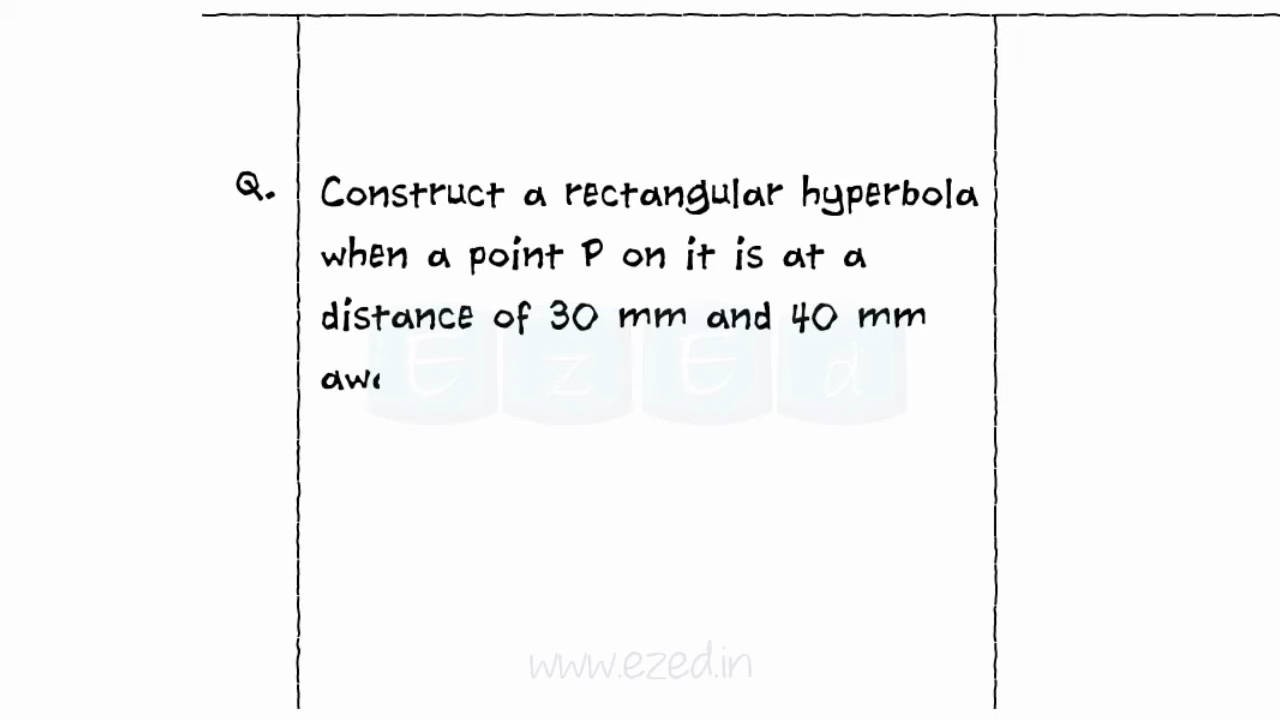 Q. Construct a rectangular hyperbola
when a point P on it is at a
distance of 30 mm and 40 mm
EzEd
www.ezed.in